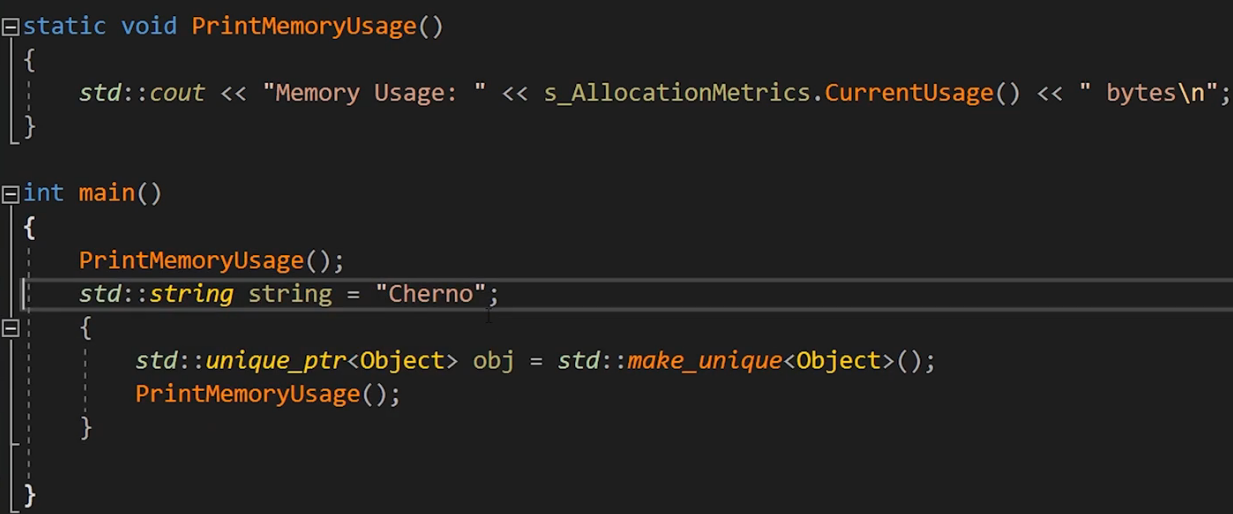 static void PrintMemoryUsage()
{
    std::cout << "Memory Usage: " << s_AllocationMetrics.CurrentUsage() << " bytes\n";
}
int main()
{
    PrintMemoryUsage();
    std::string string = "Cherno";
    {
        std::unique_ptr<Object> obj = std::make_unique<Object>();
        PrintMemoryUsage();
    }
}